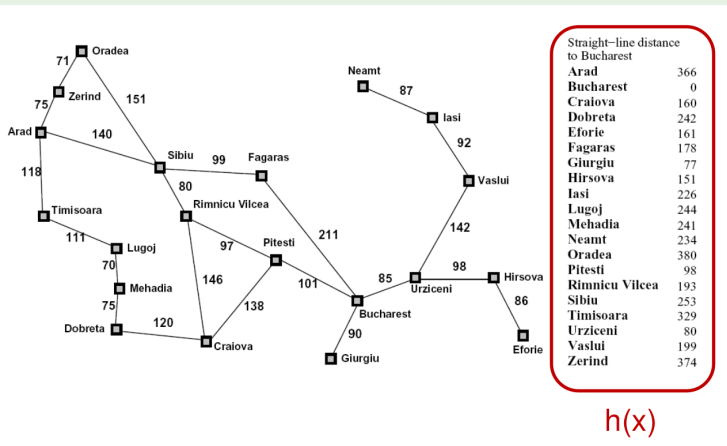 Oradea
71
Zerind
75
151
Arad
140
118
Sibiu
99
Fagaras
80
Rimnicu Vilcea
Timisoara
111
Lugoj
70
Mehadia
75
Dobreta
120
97
Pitesti
211
146
138
101
Craiova
Neamt
87
Iasi
92
Vaslui
142
98
Hirsova
85
Urziceni
86
Bucharest
90
Giurgiu
Eforie
Straight−line distance
to Bucharest
Arad 366
Bucharest 0
Craiova 160
Dobreta 242
Eforie 161
Fagaras 178
Giurgiu 77
Hirsova 151
Iasi 226
Lugoj 244
Mehadia 241
Neamt 234
Oradea 380
Pitesti 98
Rimnicu Vilcea 193
Sibiu 253
Timisoara 329
Urziceni 80
Vaslui 199
Zerind 374
h(x)